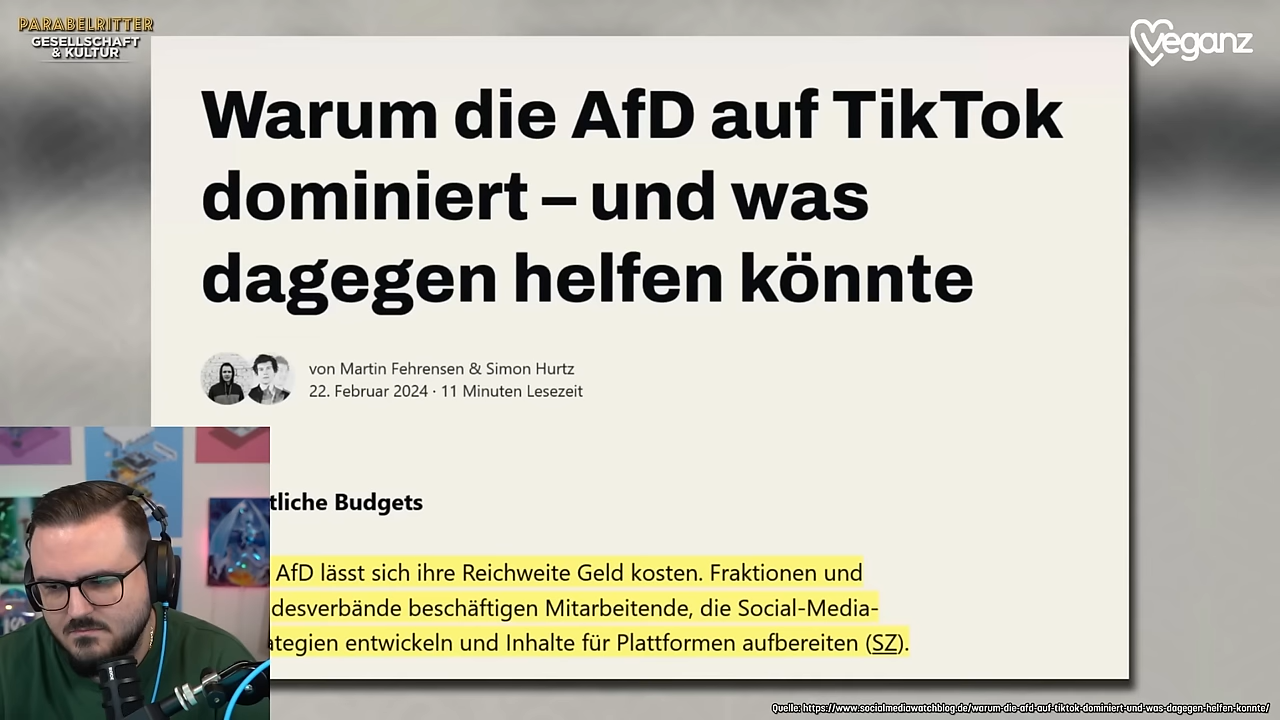 PARABELRITTER
GESELLSCHAFT
& KULTUR
veganz
Warum die AfD auf TikTok
dominiert – und was
dagegen helfen könnte
von Martin Fehrensen & Simon Hurtz
22. Februar 2024 · 11 Minuten Lesezeit
tliche Budgets
AfD lässt sich ihre Reichweite Geld kosten. Fraktionen und
desverbände beschäftigen Mitarbeitende, die Social-Media-
ategien entwickeln und Inhalte für Plattformen aufbereiten (SZ).
Quelle: https://www.socialmediawatchblog.de/warum-die-afd-auf-tiktok-dominiert-und-was-dagegen-helfen-konnte/